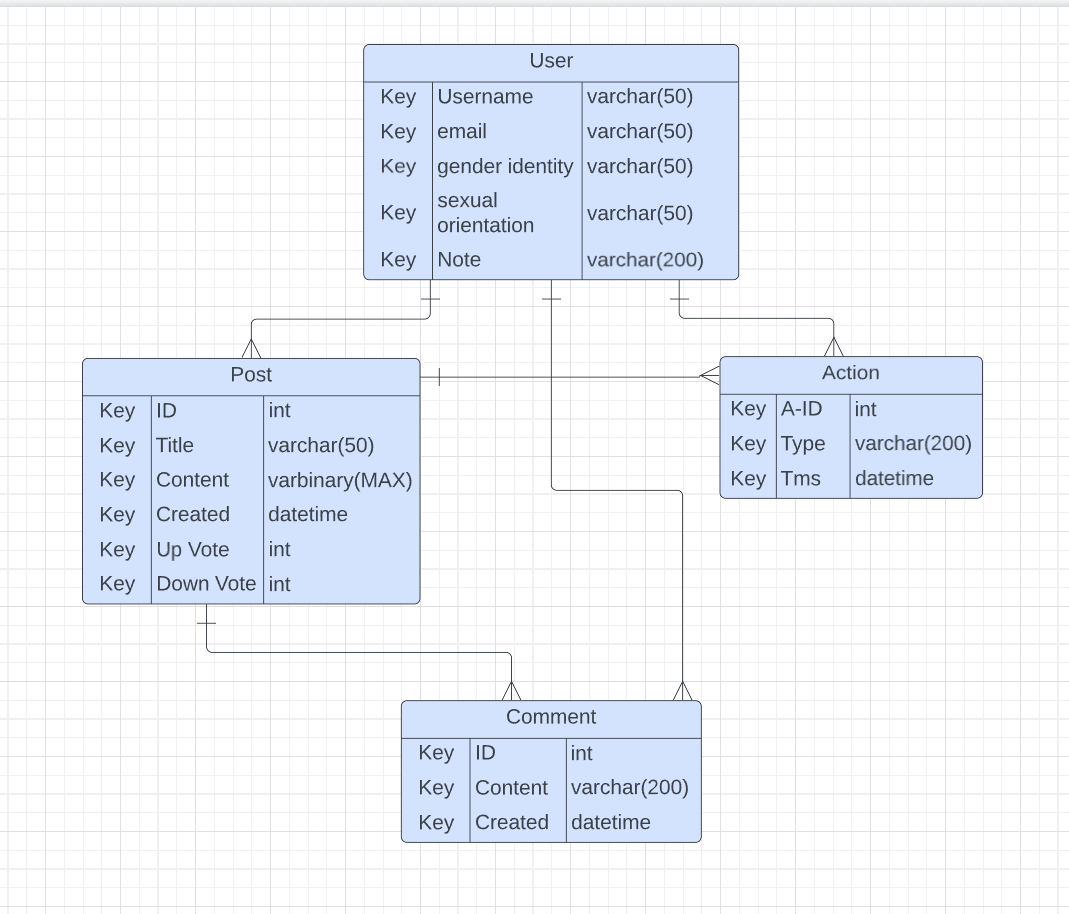 User
Key Username varchar(50)
Key email varchar(50)
Key gender identity varchar(50)
Key sexual orientation varchar(50)
Key Note varchar(200)
Post
Key ID int
Key Title varchar(50)
Key Content varbinary(MAX)
Key Created datetime
Key Up Vote int
Key Down Vote int
Action
Key A-ID int
Key Type varchar(200)
Key Tms datetime
Comment
Key ID int
Key Content varchar(200)
Key Created datetime